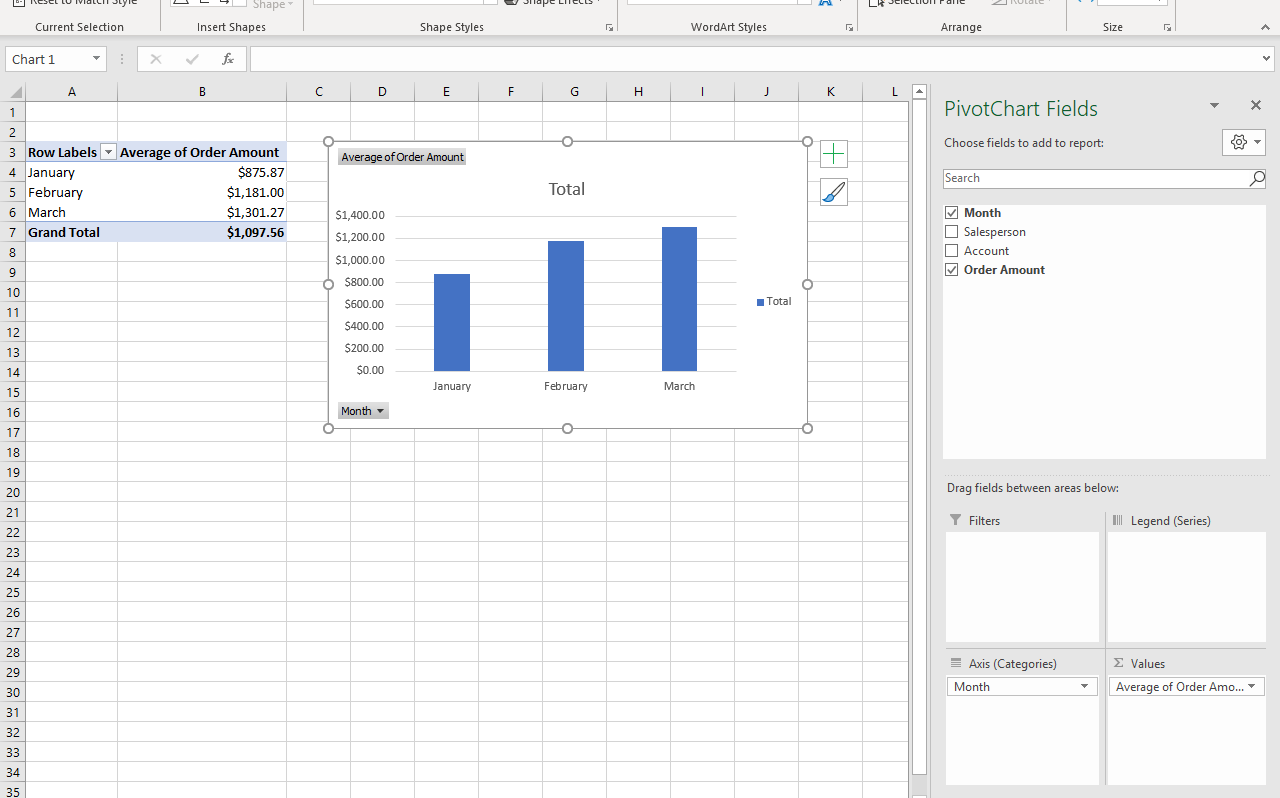 Reset to Match Style
Shape
Shape Effects
Selection Pane
Rotate
Current Selection
Insert Shapes
Shape Styles
WordArt Styles
Arrange
Size
Chart 1
fx
A B C D E F G H I J K L
1
2
3 Row Labels Average of Order Amount
4 January $875.87
5 February $1,181.00
6 March $1,301.27
7 Grand Total $1,097.56
8
9
10
11
12
13
14
15
16
17
18
19
20
21
22
23
24
25
26
27
28
29
30
31
32
33
34
35
Average of Order Amount
Total
$1,400.00
$1,200.00
$1,000.00
$800.00
$600.00
$400.00
$200.00
$0.00
January February March
Total
Month
PivotChart Fields
Choose fields to add to report:
Search
Month
Salesperson
Account
Order Amount
Drag fields between areas below:
Filters
Legend (Series)
Axis (Categories)
Σ Values
Month
Average of Order Amo...